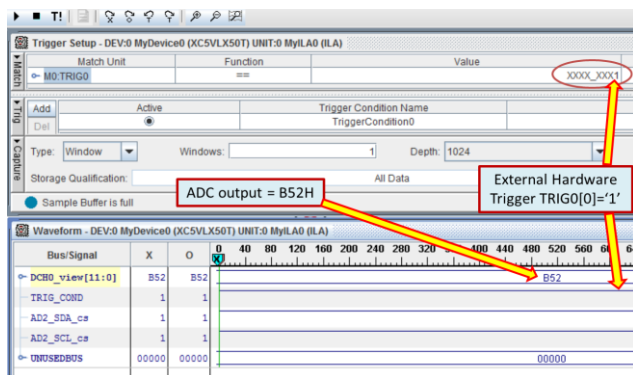 T!
Trigger Setup - DEV:0 MyDevice0 (XC5VLX50T) UNIT:0 MyILA0 (ILA)
Match
Match Unit Function Value
M0:TRIG0 == XXXX_XXX1
Trig
Add Active Trigger Condition Name
Del TriggerCondition0
Capture
Type: Window Windows: 1 Depth: 1024
Storage Qualification: All Data
Sample Buffer is full
ADC output = B52H
External Hardware
Trigger TRIG0[0]='1'
Waveform - DEV:0 MyDevice0 (XC5VLX50T) UNIT:0 MyILA0 (ILA)
Bus/Signal X O 0 40 80 120 160 200 240 280 320 360 400 440 480 520 560
DCH0_view[11:0] B52 B52 B52
TRIG_COND 1 1
AD2_SDA_cs 1 1
AD2_SCL_cs 1 1
UNUSEDBUS 00000 00000 00000